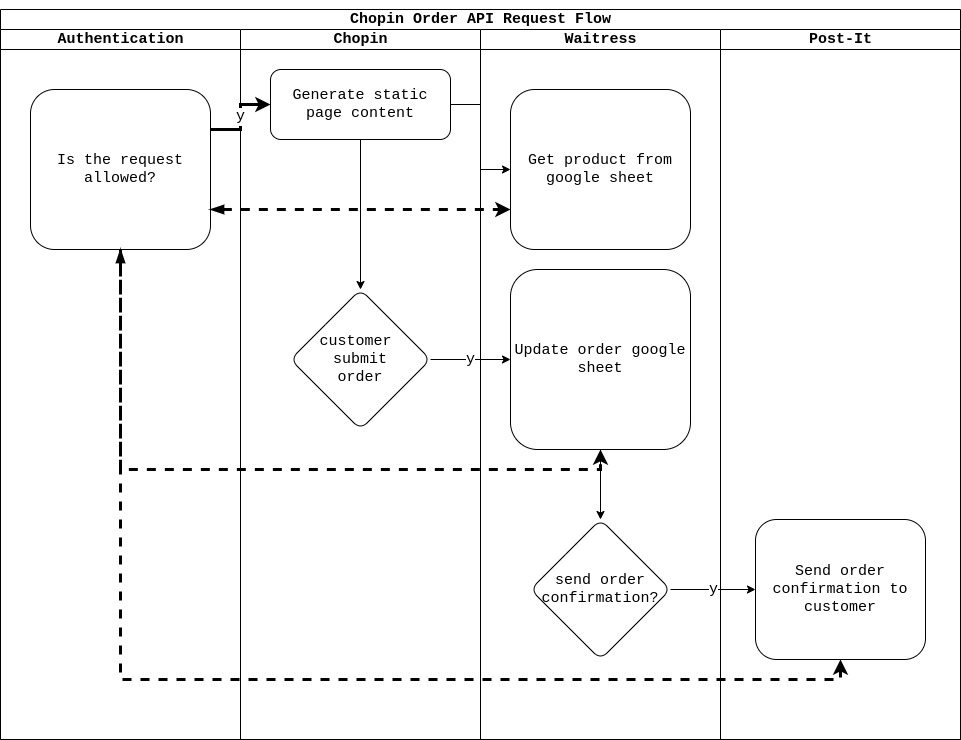 Chopin Order API Request Flow
Authentication
Chopin
Waitress
Post-It
Is the request
allowed?
y
Generate static
page content
Get product from
google sheet
customer
submit
order
y
Update order google
sheet
send order
confirmation?
y
Send order
confirmation to
customer